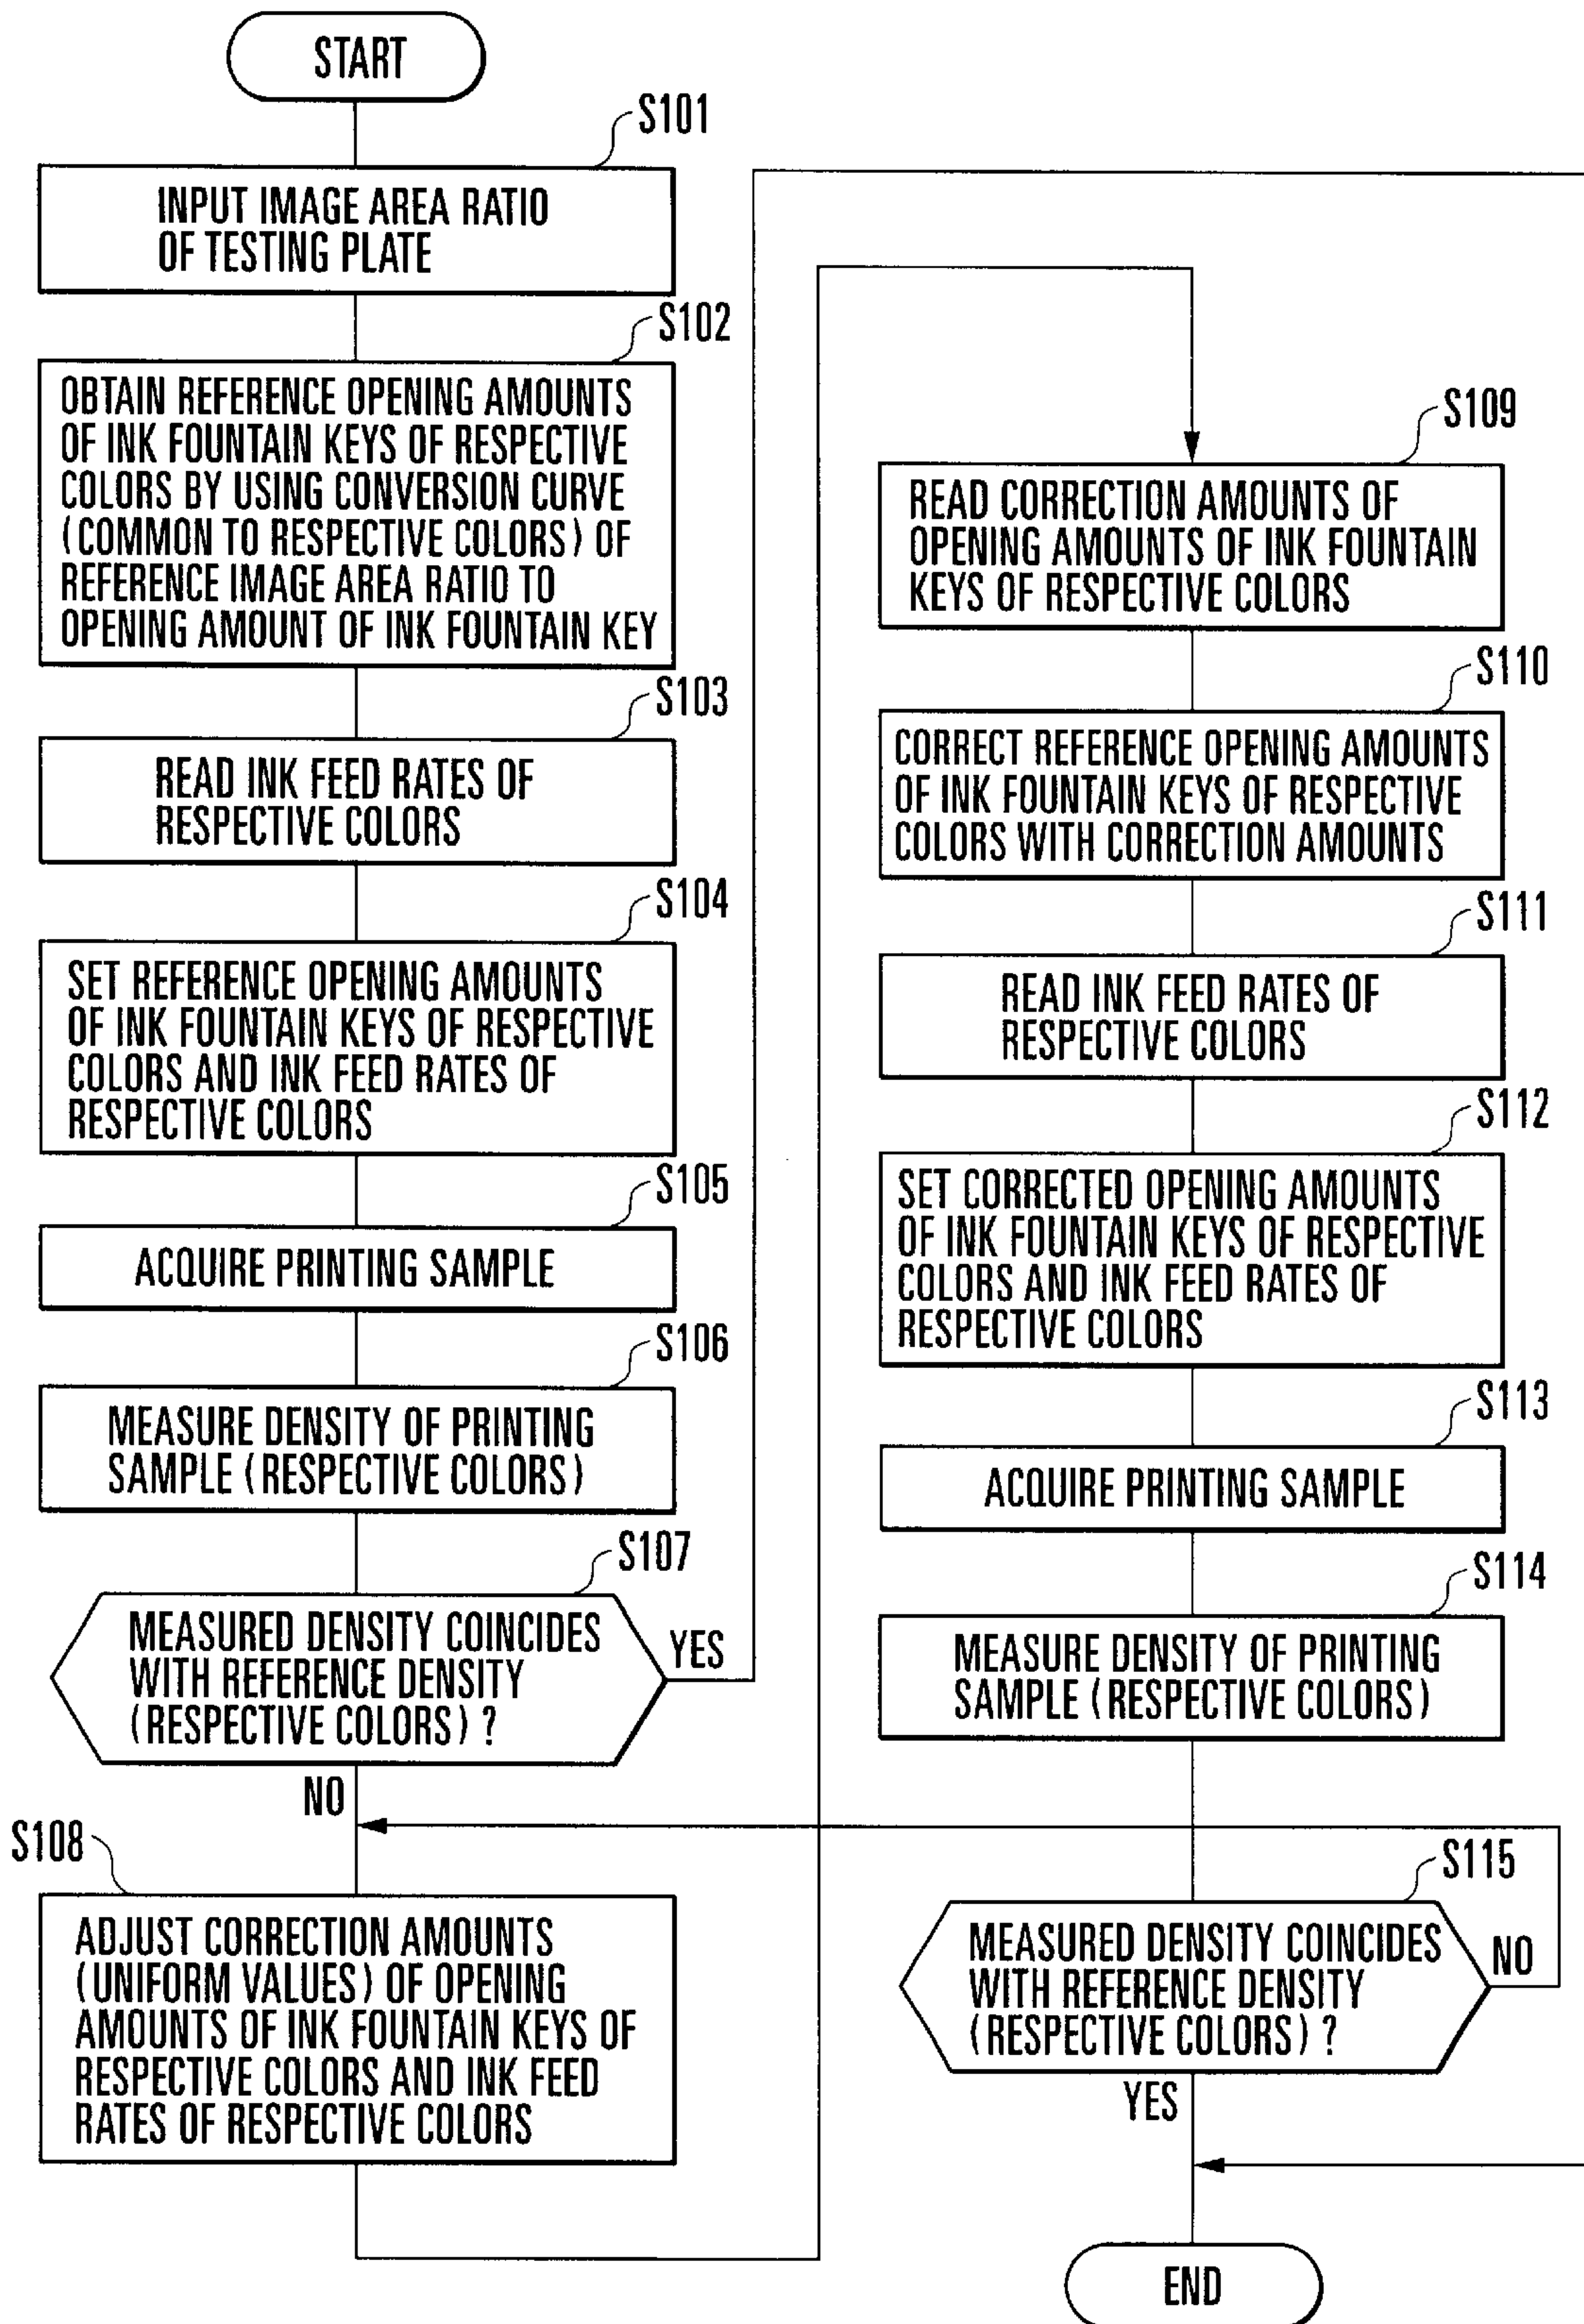 START
S101
INPUT IMAGE AREA RATIO
OF TESTING PLATE
S102
OBTAIN REFERENCE OPENING AMOUNTS
OF INK FOUNTAIN KEYS OF RESPECTIVE
COLORS BY USING CONVERSION CURVE
(COMMON TO RESPECTIVE COLORS) OF
REFERENCE IMAGE AREA RATIO TO
OPENING AMOUNT OF INK FOUNTAIN KEY
S103
READ INK FEED RATES OF
RESPECTIVE COLORS
S104
SET REFERENCE OPENING AMOUNTS
OF INK FOUNTAIN KEYS OF RESPECTIVE
COLORS AND INK FEED RATES OF
RESPECTIVE COLORS
S105
ACQUIRE PRINTING SAMPLE
S106
MEASURE DENSITY OF PRINTING
SAMPLE (RESPECTIVE COLORS)
S107
MEASURED DENSITY COINCIDES
WITH REFERENCE DENSITY
(RESPECTIVE COLORS) ?
YES
NO
S108
ADJUST CORRECTION AMOUNTS
(UNIFORM VALUES) OF OPENING
AMOUNTS OF INK FOUNTAIN KEYS OF
RESPECTIVE COLORS AND INK FEED
RATES OF RESPECTIVE COLORS
S109
READ CORRECTION AMOUNTS OF
OPENING AMOUNTS OF INK FOUNTAIN
KEYS OF RESPECTIVE COLORS
S110
CORRECT REFERENCE OPENING AMOUNTS
OF INK FOUNTAIN KEYS OF RESPECTIVE
COLORS WITH CORRECTION AMOUNTS
S111
READ INK FEED RATES OF
RESPECTIVE COLORS
S112
SET CORRECTED OPENING AMOUNTS
OF INK FOUNTAIN KEYS OF RESPECTIVE
COLORS AND INK FEED RATES OF
RESPECTIVE COLORS
S113
ACQUIRE PRINTING SAMPLE
S114
MEASURE DENSITY OF PRINTING
SAMPLE (RESPECTIVE COLORS)
S115
MEASURED DENSITY COINCIDES
WITH REFERENCE DENSITY
(RESPECTIVE COLORS) ?
NO
YES
END